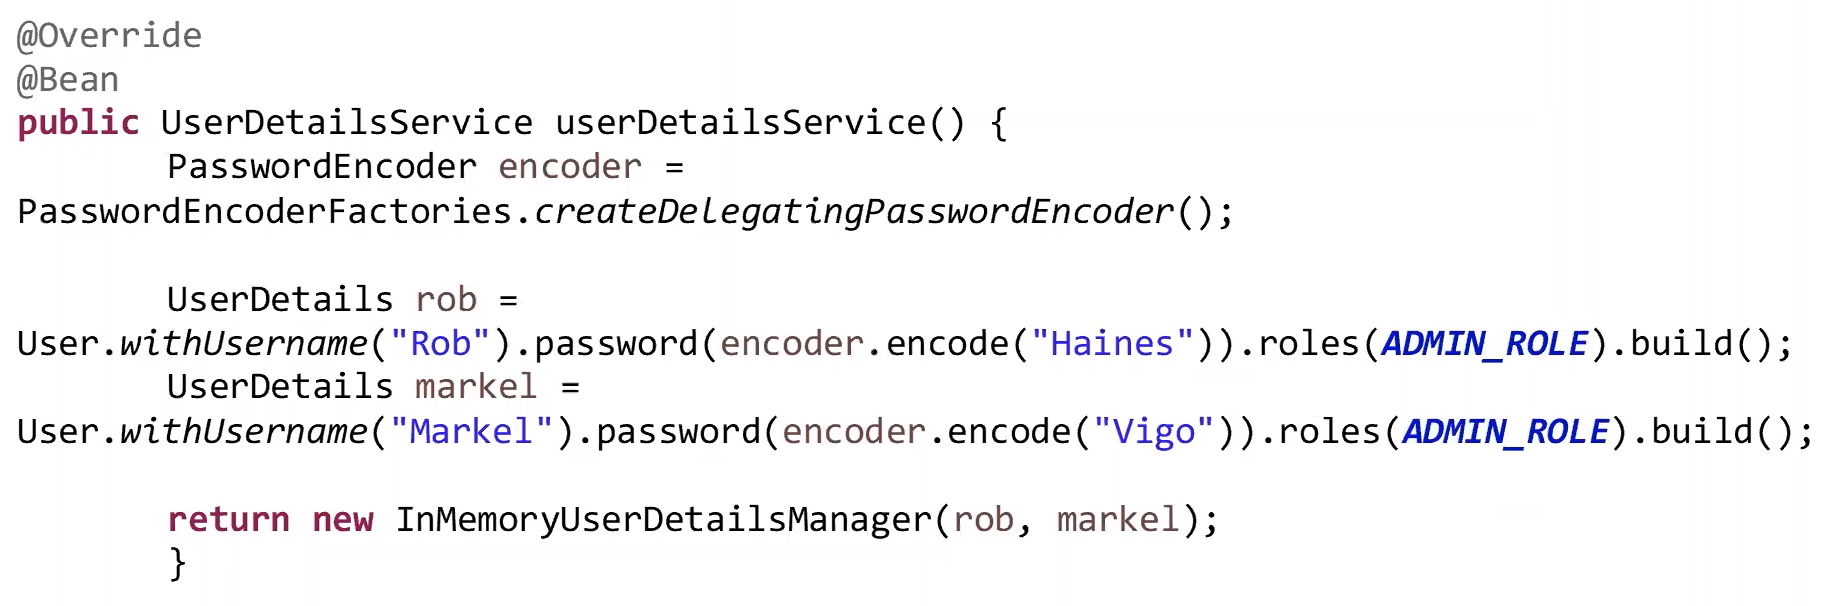 @Override
@Bean
public UserDetailsService userDetailsService() {
PasswordEncoder encoder =
PasswordEncoderFactories.createDelegatingPasswordEncoder();
UserDetails rob =
User.withUsername("Rob").password(encoder.encode("Haines")).roles(ADMIN_ROLE).build();
UserDetails markel =
User.withUsername("Markel").password(encoder.encode("Vigo")).roles(ADMIN_ROLE).build();
return new InMemoryUserDetailsManager(rob, markel);
}